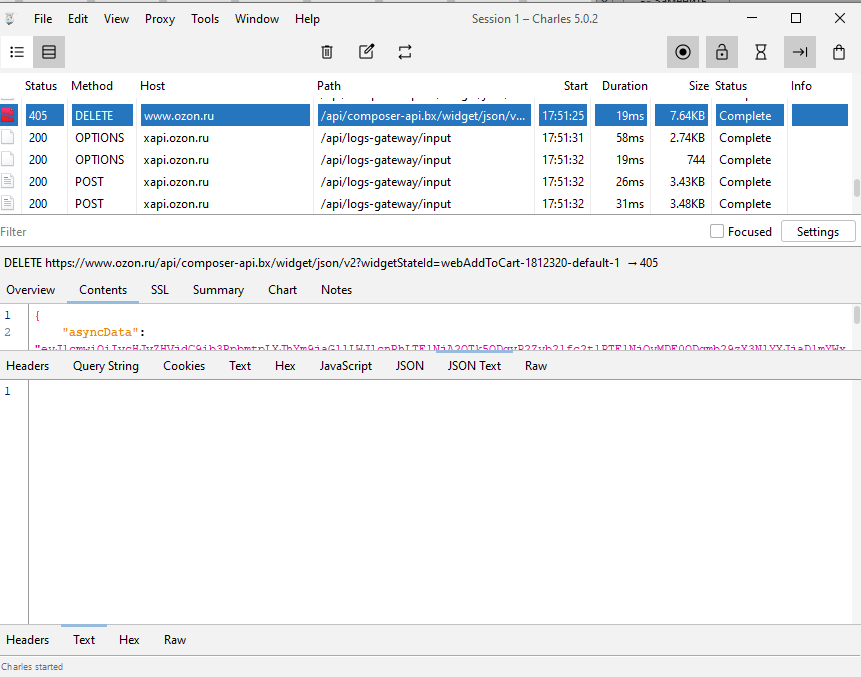 File Edit View Proxy Tools Window Help Session 1 – Charles 5.0.2
Status Method Host Path Start Duration Size Status Info
405 DELETE www.ozon.ru /api/composer-api.bx/widget/json/v... 17:51:25 19ms 7.64KB Complete
200 OPTIONS xapi.ozon.ru /api/logs-gateway/input 17:51:31 58ms 2.74KB Complete
200 OPTIONS xapi.ozon.ru /api/logs-gateway/input 17:51:32 19ms 744 Complete
200 POST xapi.ozon.ru /api/logs-gateway/input 17:51:32 26ms 3.43KB Complete
200 POST xapi.ozon.ru /api/logs-gateway/input 17:51:32 31ms 3.48KB Complete
Filter Focused Settings
DELETE https://www.ozon.ru/api/composer-api.bx/widget/json/v2?widgetStateId=webAddToCart-1812320-default-1 → 405
Overview Contents SSL Summary Chart Notes
1 {
2 "asyncData":
Headers Query String Cookies Text Hex JavaScript JSON JSON Text Raw
1
Headers Text Hex Raw
Charles started